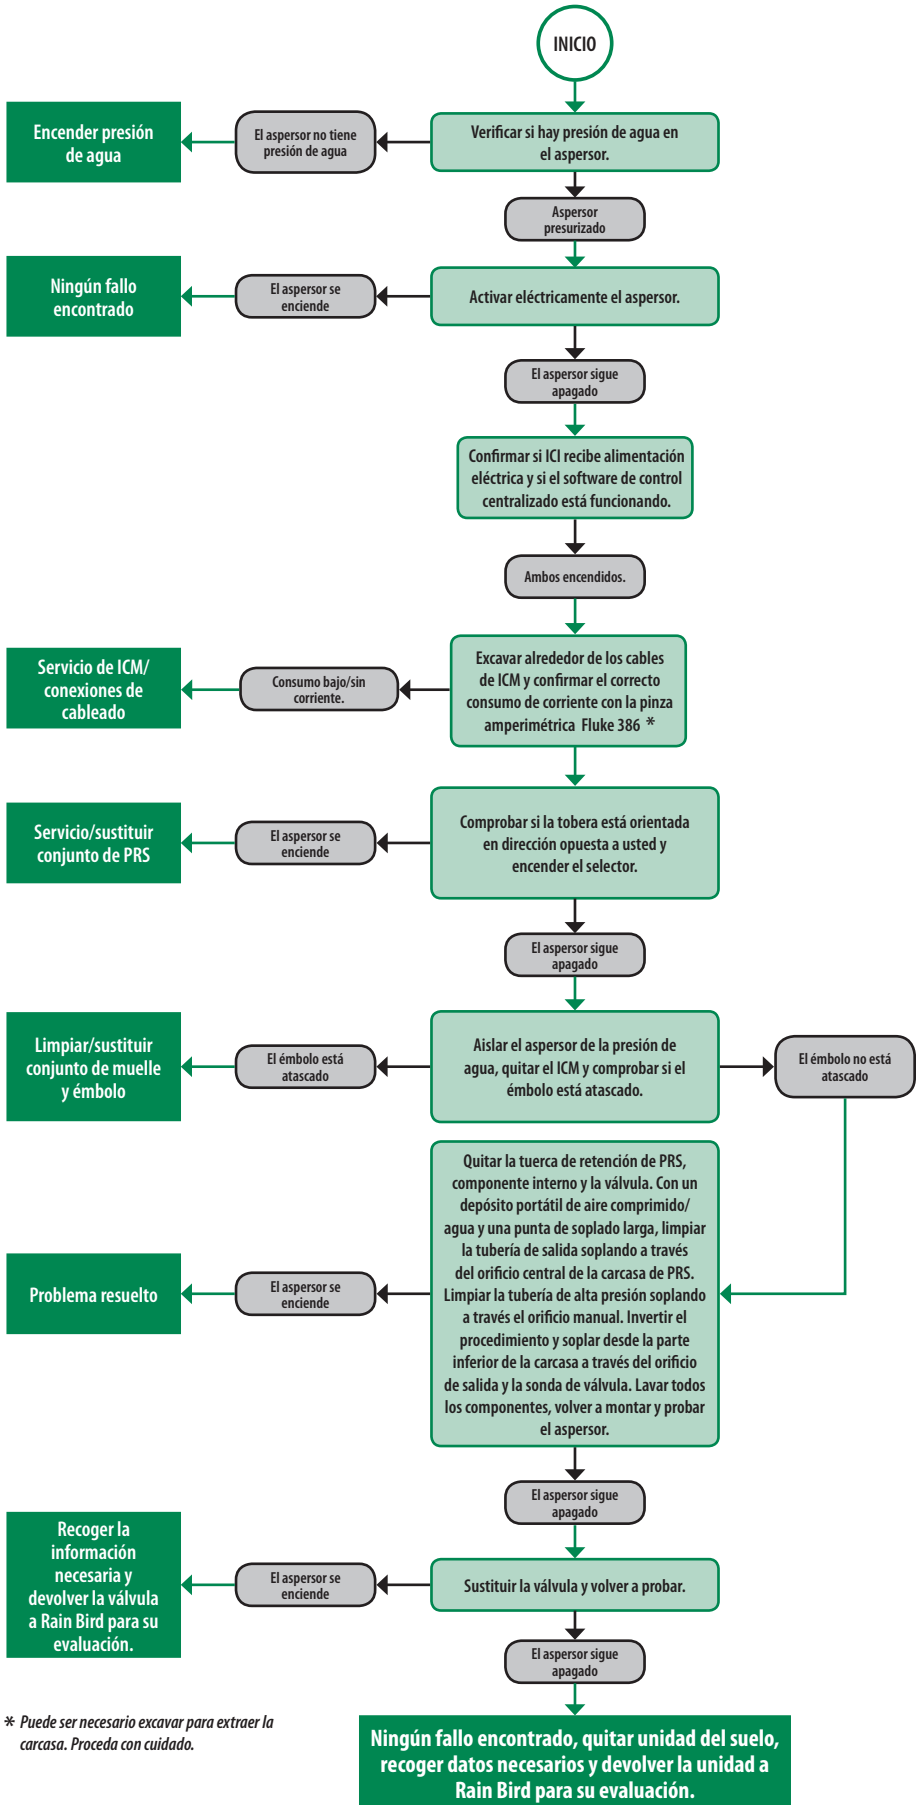 INICIO
Verificar si hay presión de agua en
el aspersor.
El aspersor no tiene
presión de agua
Encender presión
de agua
Aspersor
presurizado
Activar eléctricamente el aspersor.
El aspersor se
enciende
Ningún fallo
encontrado
El aspersor sigue
apagado
Confirmar si ICI recibe alimentación
eléctrica y si el software de control
centralizado está funcionando.
Ambos encendidos.
Excavar alrededor de los cables
de ICM y confirmar el correcto
consumo de corriente con la pinza
amperimétrica Fluke 386 *
Consumo bajo/sin
corriente.
Servicio de ICM/
conexiones de
cableado
Comprobar si la tobera está orientada
en dirección opuesta a usted y
encender el selector.
El aspersor se
enciende
Servicio/sustituir
conjunto de PRS
El aspersor sigue
apagado
Aislar el aspersor de la presión de
agua, quitar el ICM y comprobar si el
émbolo está atascado.
El émbolo está
atascado
Limpiar/sustituir
conjunto de muelle
y émbolo
El émbolo no está
atascado
Quitar la tuerca de retención de PRS,
componente interno y la válvula. Con un
depósito portátil de aire comprimido/
agua y una punta de soplado larga, limpiar
la tubería de salida soplando a través
del orificio central de la carcasa de PRS.
Limpiar la tubería de alta presión soplando
a través el orificio manual. Invertir el
procedimiento y soplar desde la parte
inferior de la carcasa a través del orificio
de salida y la sonda de válvula. Lavar todos
los componentes, volver a montar y probar
el aspersor.
El aspersor se
enciende
Problema resuelto
El aspersor sigue
apagado
Sustituir la válvula y volver a probar.
El aspersor se
enciende
Recoger la
información
necesaria y
devolver la válvula
a Rain Bird para su
evaluación.
El aspersor sigue
apagado
Ningún fallo encontrado, quitar unidad del suelo,
recoger datos necesarios y devolver la unidad a
Rain Bird para su evaluación.
* Puede ser necesario excavar para extraer la
carcasa. Proceda con cuidado.